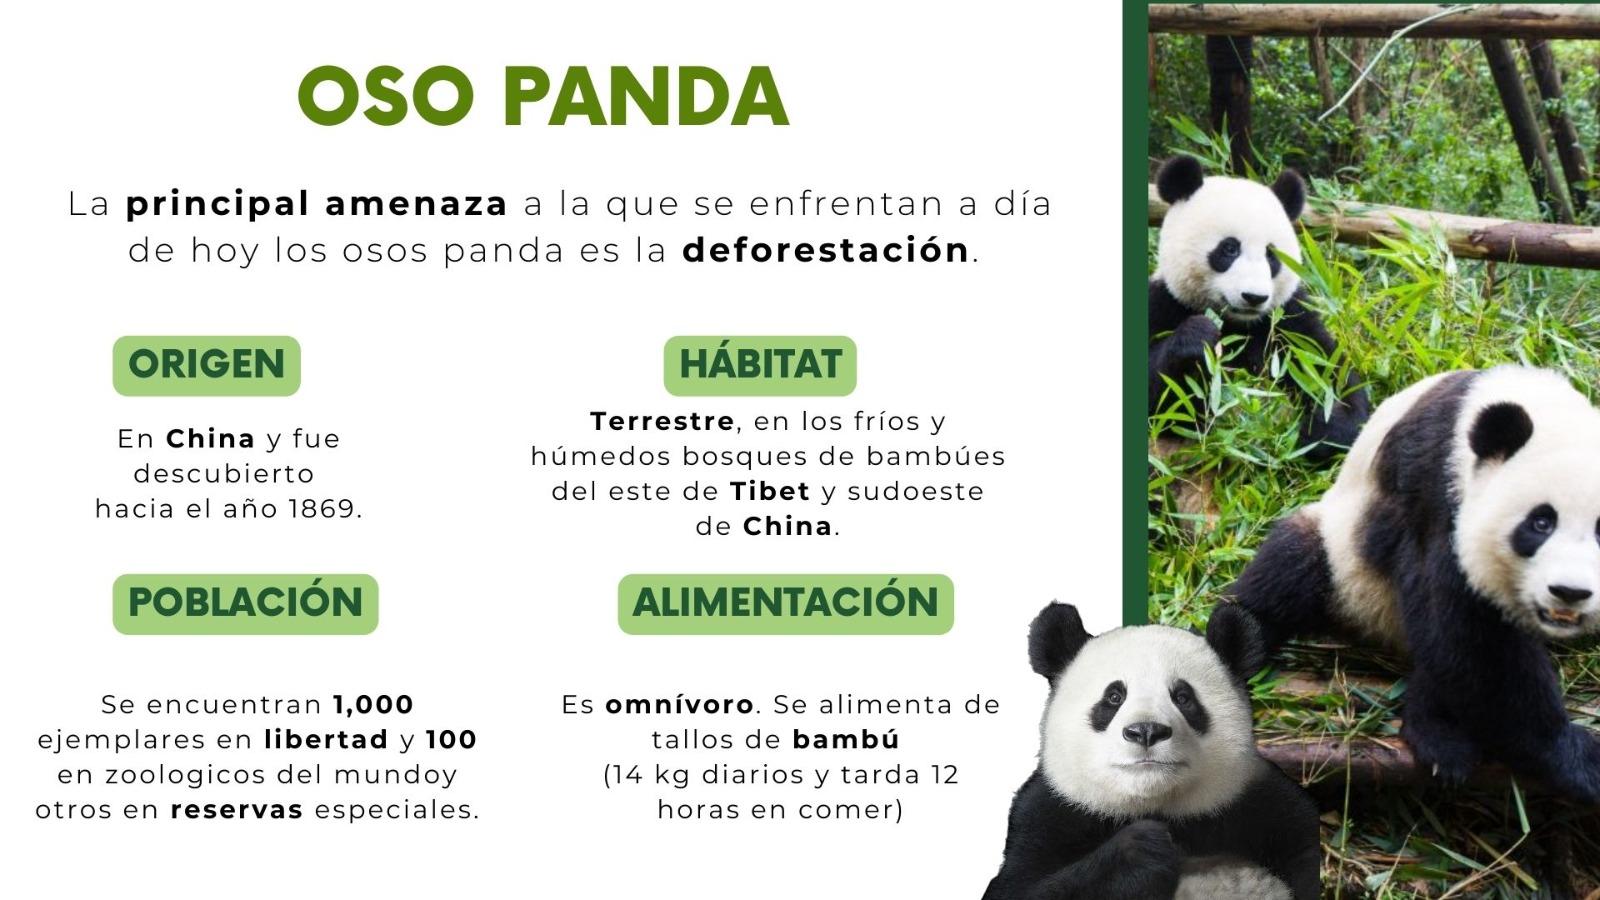 OSO PANDA
La principal amenaza a la que se enfrentan a día
de hoy los osos panda es la deforestación.
ORIGEN
En China y fue
descubierto
hacia el año 1869.
HÁBITAT
Terrestre, en los fríos y
húmedos bosques de bambúes
del este de Tibet y sudoeste
de China.
POBLACIÓN
Se encuentran 1,000
ejemplares en libertad y 100
en zoologicos del mundoy
otros en reservas especiales.
ALIMENTACIÓN
Es omnívoro. Se alimenta de
tallos de bambú
(14 kg diarios y tarda 12
horas en comer)